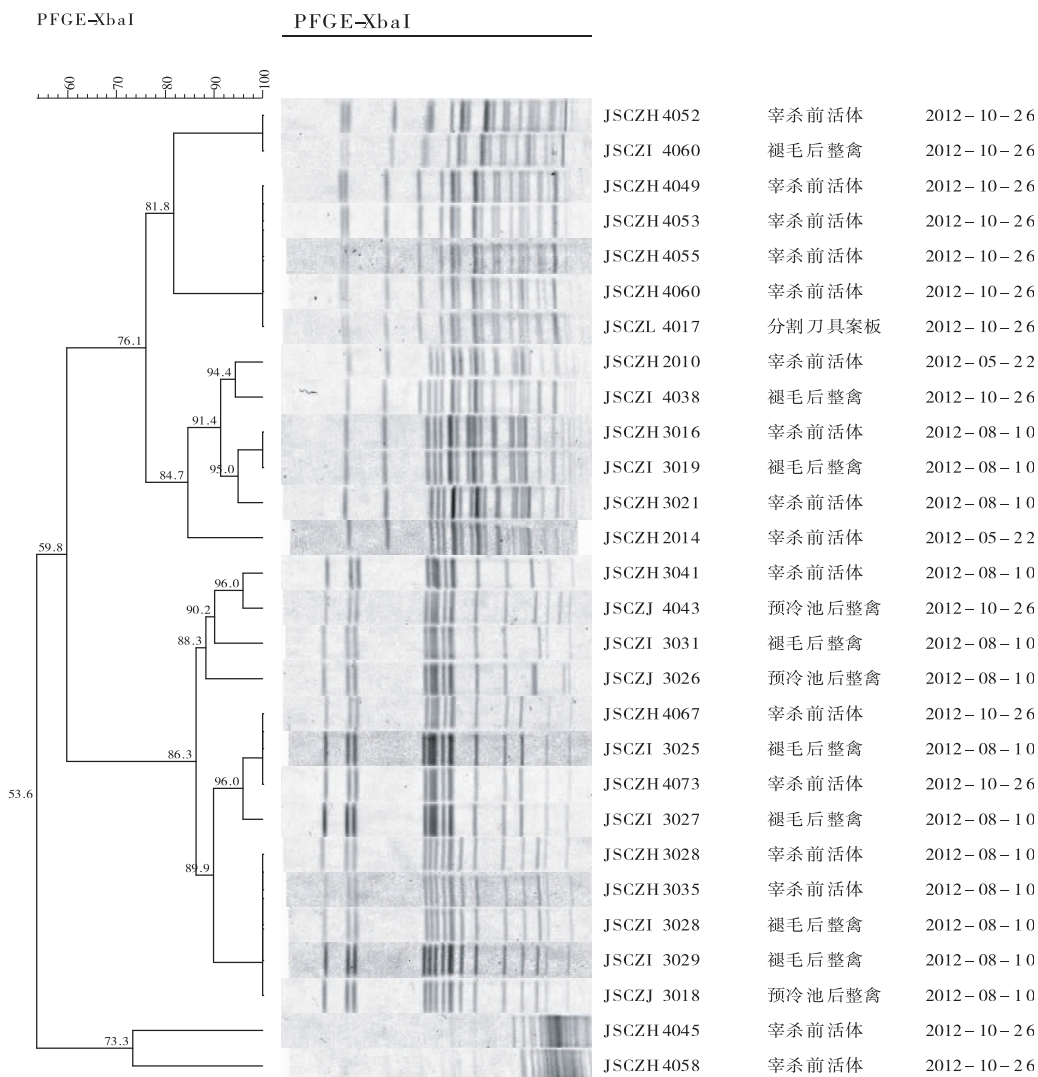 PFGE-XbaI
PFGE-XbaI
60 70 80 90 100
JSCZH 4052 宰杀前活体 2012-10-26
JSCZI 4060 褪毛后整禽 2012-10-26
JSCZH 4049 宰杀前活体 2012-10-26
81.8
JSCZH 4053 宰杀前活体 2012-10-26
JSCZH 4055 宰杀前活体 2012-10-26
JSCZH 4060 宰杀前活体 2012-10-26
JSCZL 4017 分割刀具案板 2012-10-26
76.1
JSCZH 2010 宰杀前活体 2012-05-22
94.4
JSCZI 4038 褪毛后整禽 2012-10-26
91.4
JSCZH 3016 宰杀前活体 2012-08-10
JSCZI 3019 褪毛后整禽 2012-08-10
84.7 95.0
JSCZH 3021 宰杀前活体 2012-08-10
JSCZH 2014 宰杀前活体 2012-05-22
59.8
JSCZH 3041 宰杀前活体 2012-08-10
96.0
JSCZJ 4043 预冷池后整禽 2012-10-26
90.2
JSCZI 3031 褪毛后整禽 2012-08-10
88.3
JSCZJ 3026 预冷池后整禽 2012-08-10
JSCZH 4067 宰杀前活体 2012-10-26
JSCZI 3025 褪毛后整禽 2012-08-10
86.3
JSCZH 4073 宰杀前活体 2012-10-26
96.0
53.6
JSCZI 3027 褪毛后整禽 2012-08-10
JSCZH 3028 宰杀前活体 2012-08-10
89.9
JSCZH 3035 宰杀前活体 2012-08-10
JSCZI 3028 褪毛后整禽 2012-08-10
JSCZI 3029 褪毛后整禽 2012-08-10
JSCZJ 3018 预冷池后整禽 2012-08-10
JSCZH 4045 宰杀前活体 2012-10-26
73.3
JSCZH 4058 宰杀前活体 2012-10-26